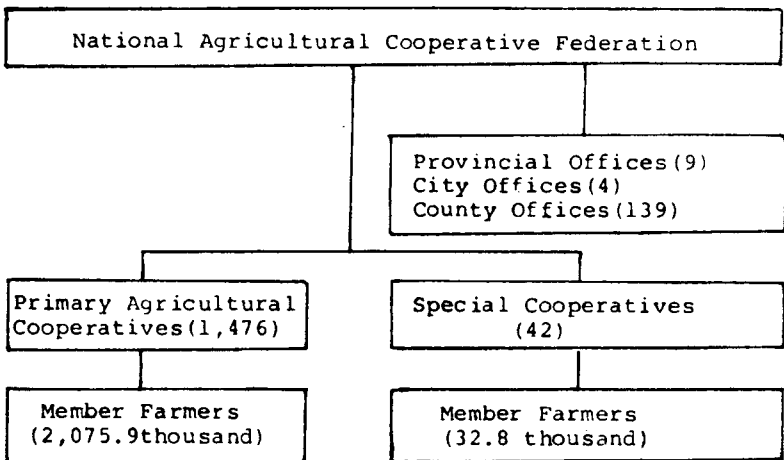 National Agricultural Cooperative Federation
Provincial Offices(9)
City Offices(4)
County Offices(139)
Primary Agricultural
Cooperatives(1,476)
Special Cooperatives
(42)
Member Farmers
(2,075.9thousand)
Member Farmers
(32.8 thousand)